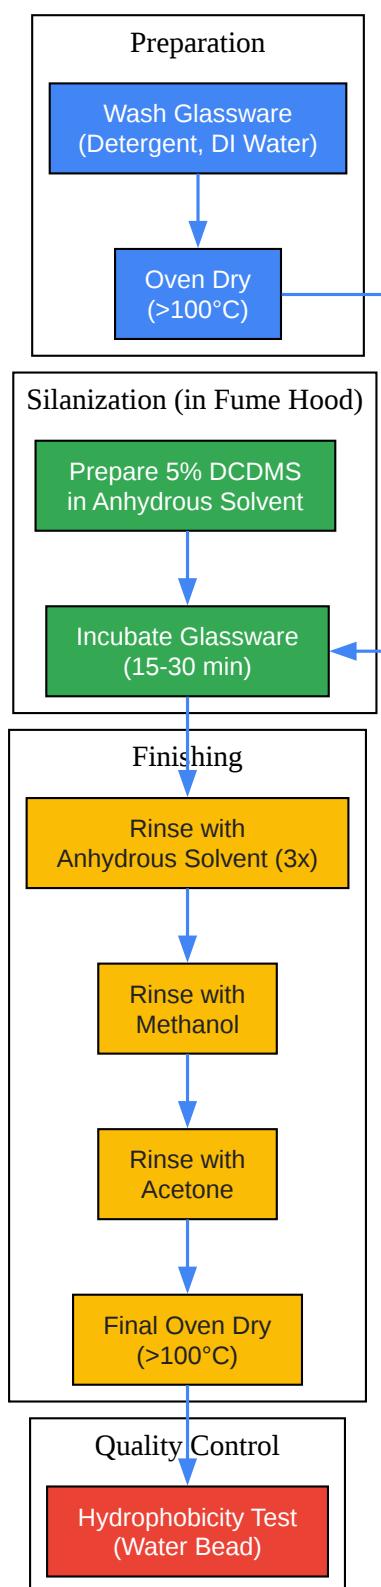 Preparation
Wash Glassware
(Detergent, DI Water)
Oven Dry
(>100°C)
Silanization (in Fume Hood)
Prepare 5% DCDMS
in Anhydrous Solvent
Incubate Glassware
(15-30 min)
Finishing
Rinse with
Anhydrous Solvent (3x)
Rinse with
Methanol
Rinse with
Acetone
Final Oven Dry
(>100°C)
Quality Control
Hydrophobicity Test
(Water Bead)